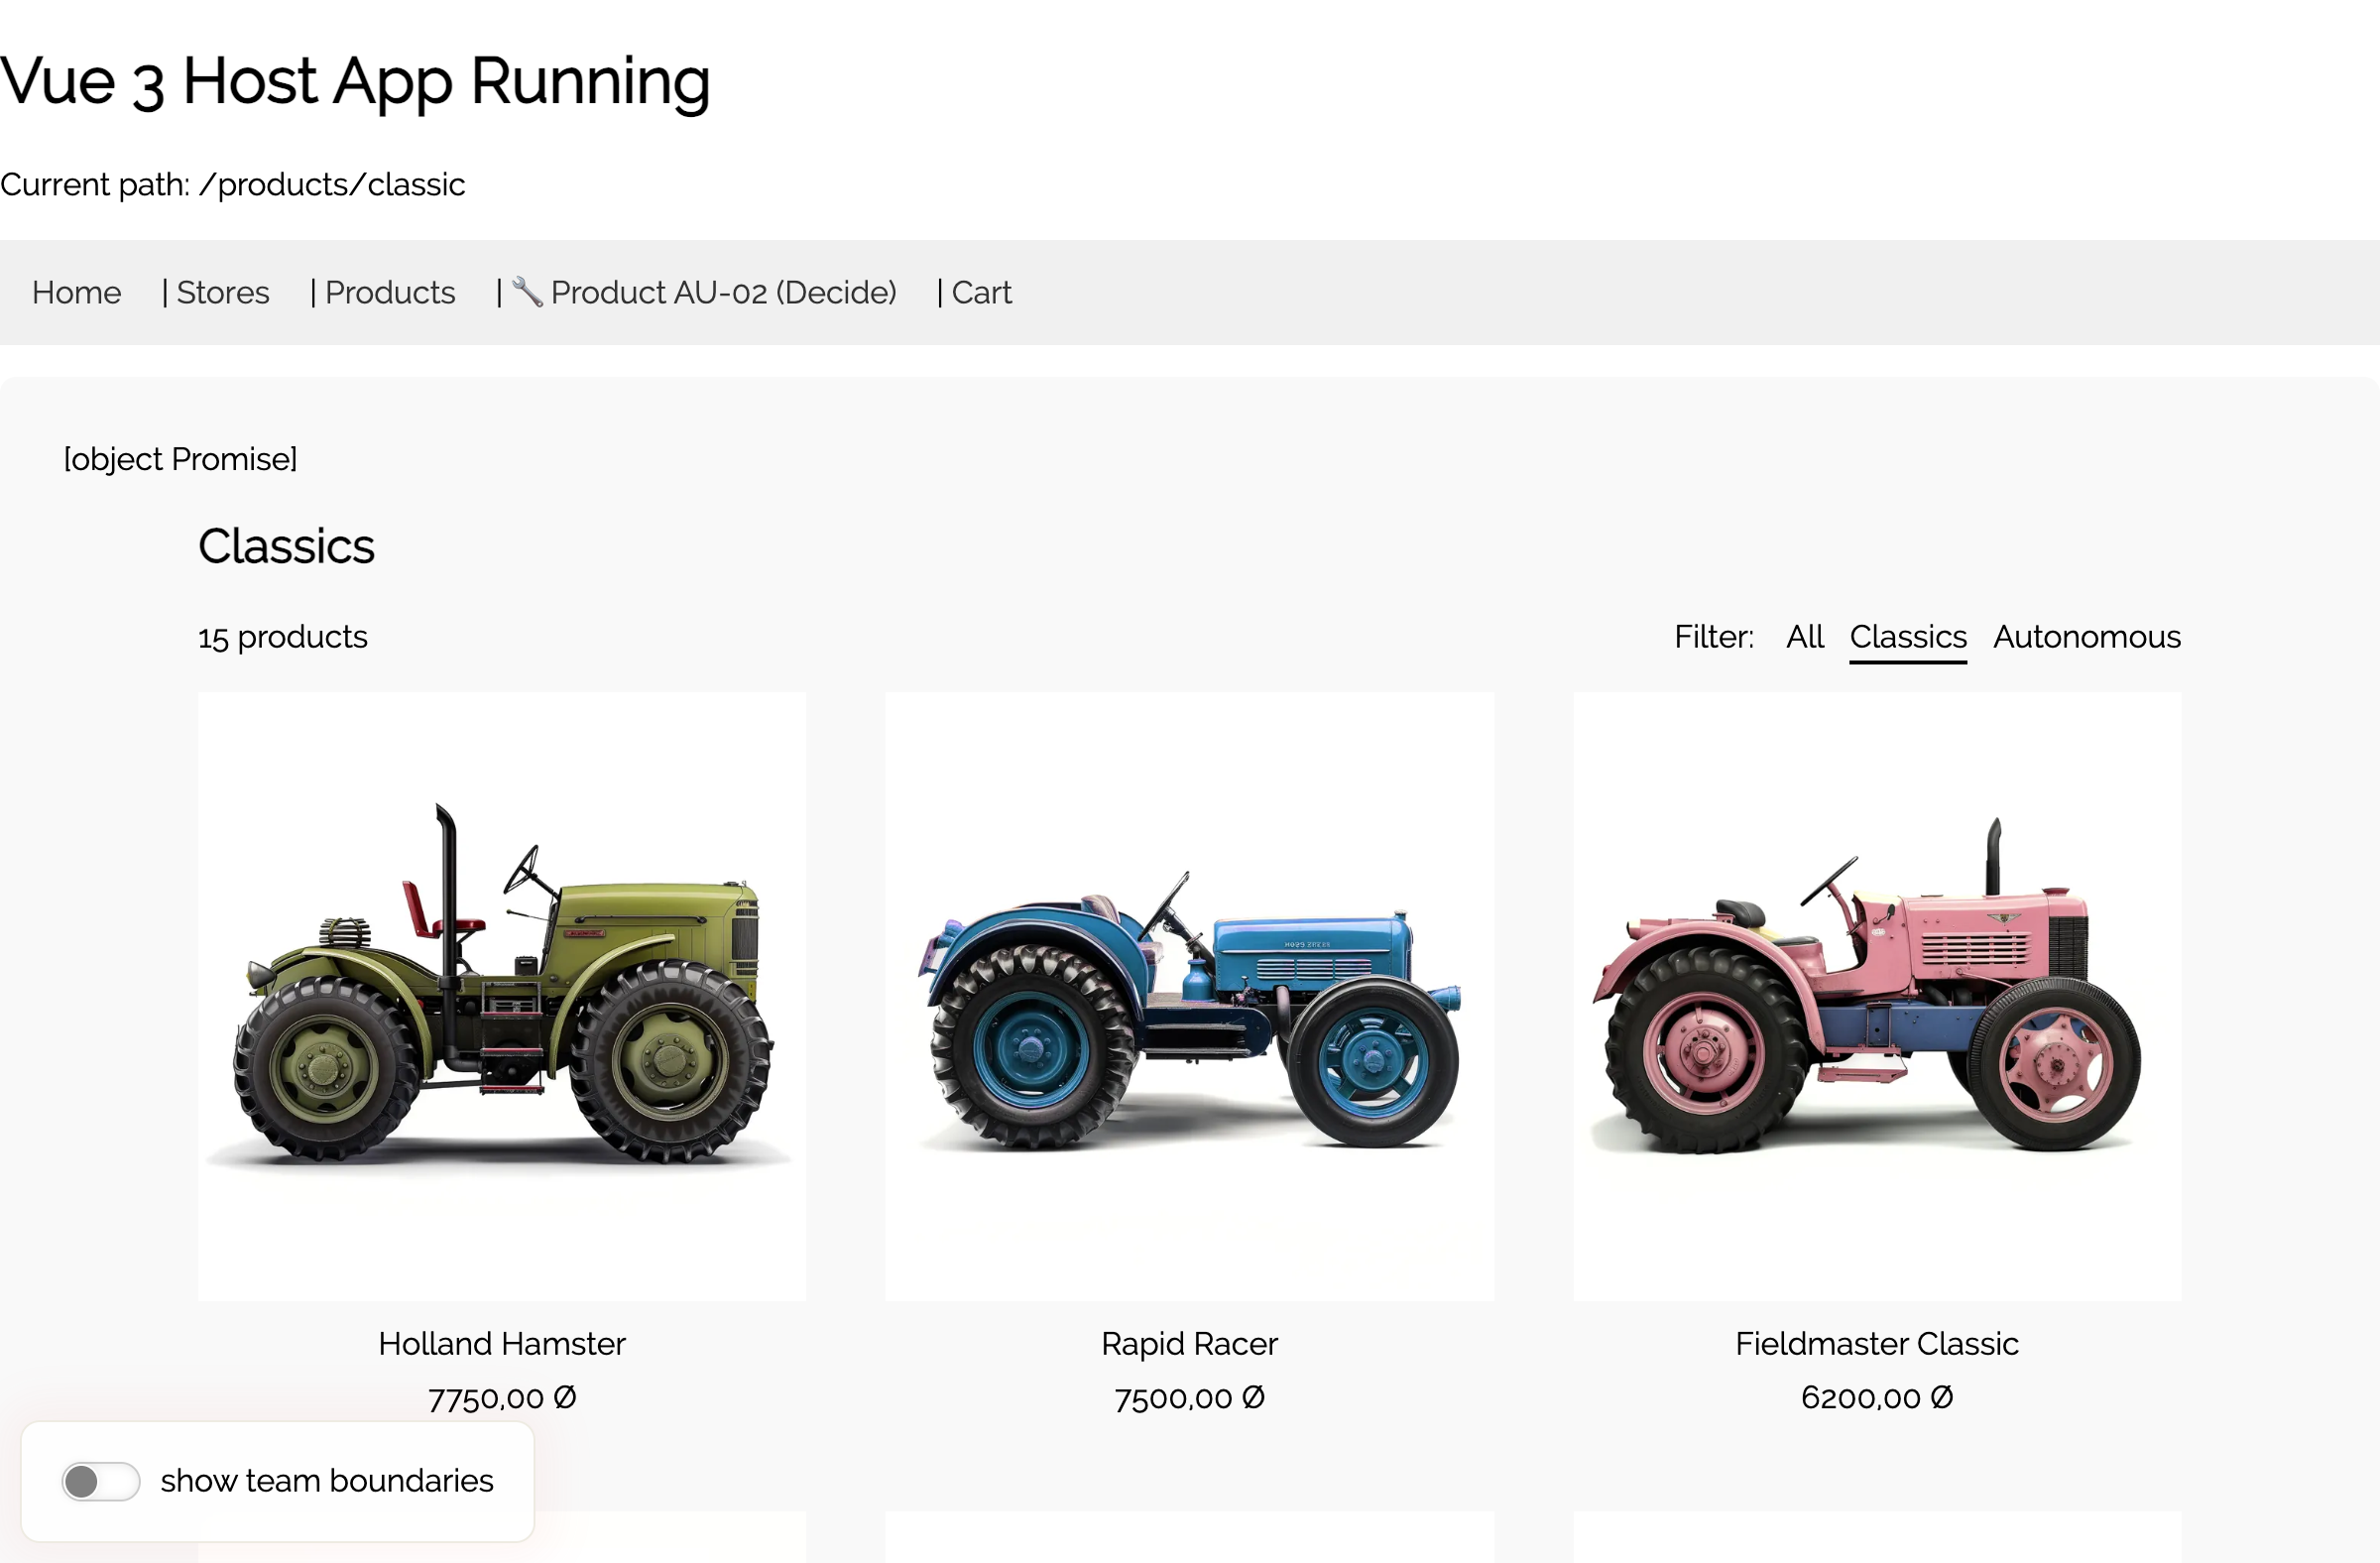 Vue 3 Host App Running
Current path: /products/classic
Home | Stores | Products | 🔧 Product AU-02 (Decide) | Cart
[object Promise]
Classics
15 products
Filter: All Classics Autonomous
Holland Hamster
Rapid Racer
Fieldmaster Classic
7750,00 Ø
7500,00 Ø
6200,00 Ø
show team boundaries